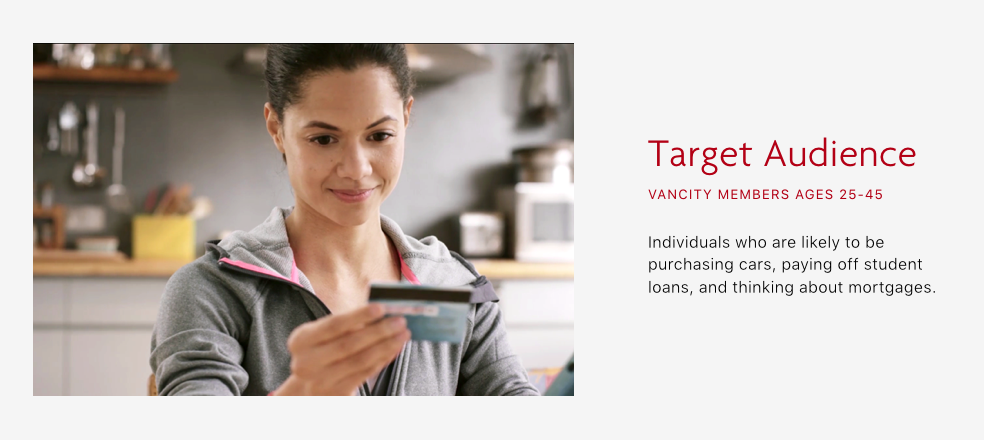 Target Audience
VANCITY MEMBERS AGES 25-45
Individuals who are likely to be
purchasing cars, paying off student
loans, and thinking about mortgages.